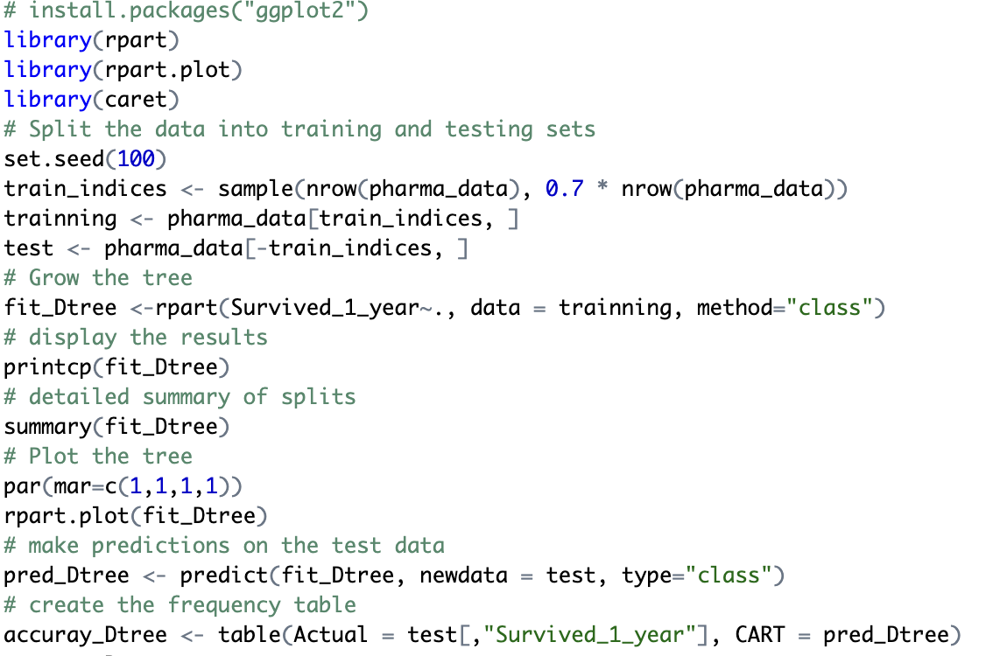 # install.packages("ggplot2")
library(rpart)
library(rpart.plot)
library(caret)
# Split the data into training and testing sets
set.seed(100)
train_indices <- sample(nrow(pharma_data), 0.7 * nrow(pharma_data))
trainning <- pharma_data[train_indices, ]
test <- pharma_data[-train_indices, ]
# Grow the tree
fit_Dtree <-rpart(Survived_1_year~., data = trainning, method="class")
# display the results
printcp(fit_Dtree)
# detailed summary of splits
summary(fit_Dtree)
# Plot the tree
par(mar=c(1,1,1,1))
rpart.plot(fit_Dtree)
# make predictions on the test data
pred_Dtree <- predict(fit_Dtree, newdata = test, type="class")
# create the frequency table
accuray_Dtree <- table(Actual = test[,"Survived_1_year"], CART = pred_Dtree)